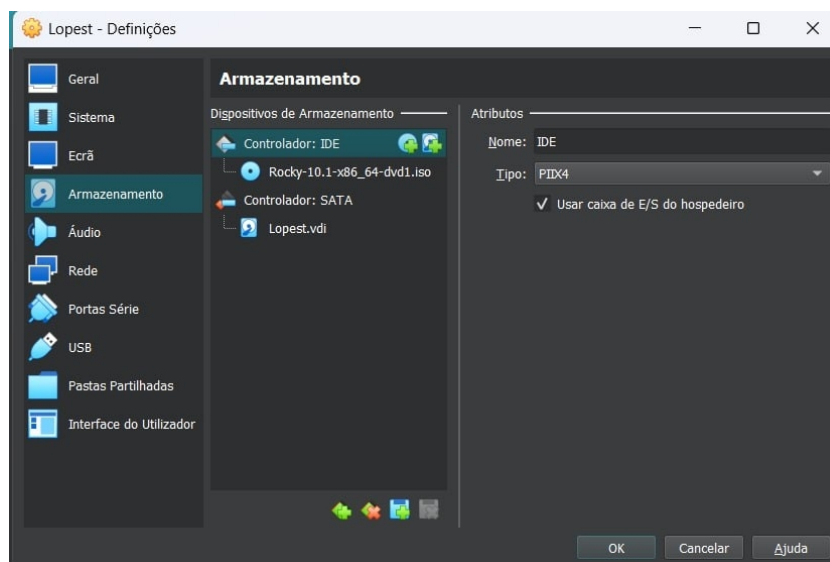 Lopest - Definições
Geral
Sistema
Ecrã
Armazenamento
Áudio
Rede
Portas Série
USB
Pastas Partilhadas
Interface do Utilizador
Armazenamento
Dispositivos de Armazenamento
Controlador: IDE
Rocky-10.1-x86_64-dvd1.iso
Controlador: SATA
Lopest.vdi
Atributos
Nome: IDE
Tipo: PIIX4
Usar caixa de E/S do hospedeiro
OK Cancelar Ajuda